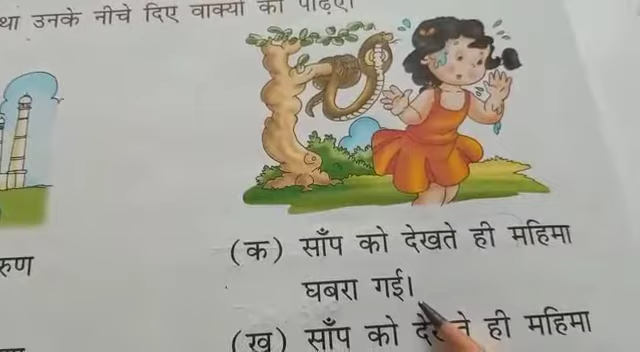 था उनके नीचे दिए वाक्यों को पढ़िए।
(क) साँप को देखते ही महिमा
रुण
घबरा गई।
(ख) साँप को ही महिमा